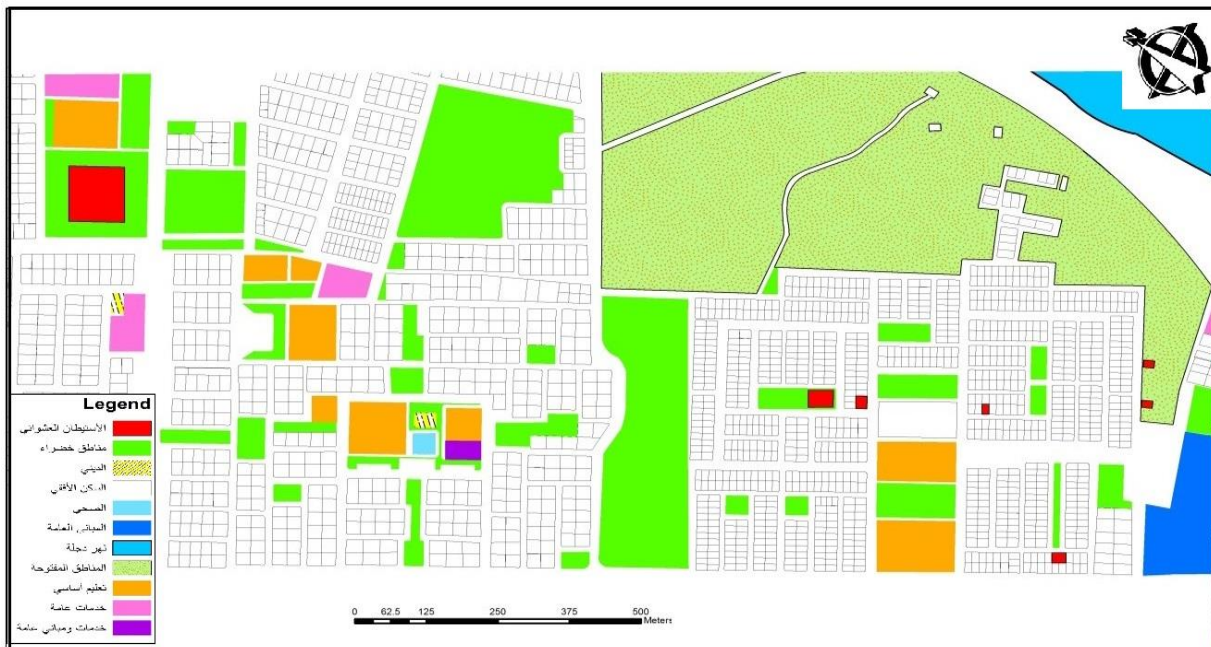 N
Legend
الأستيطان العشوائي
مناطق خضراء
الديني
السكن الأفقي
الصحي
المباني العامة
نهر دجلة
المناطق المفتوحة
تعليم أساسي
خدمات عامة
خدمات ومباني عامة
0 62.5 125 250 375 500
Meters